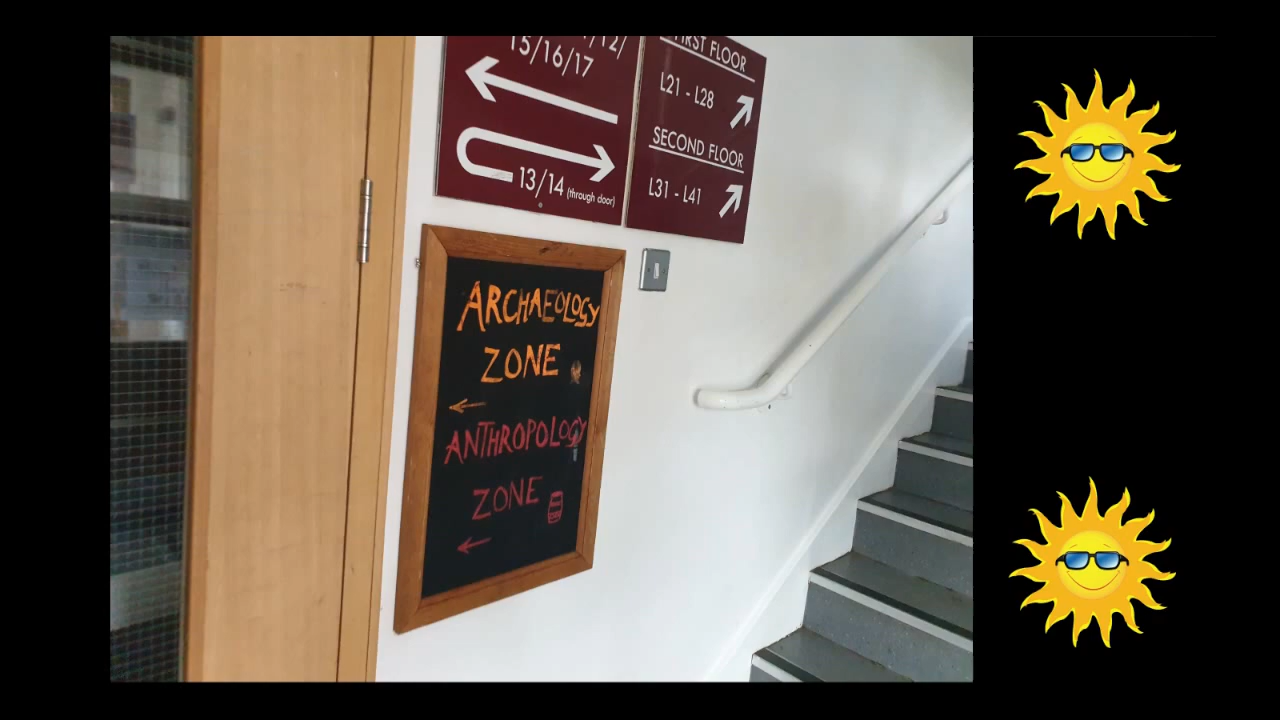 15/16/17
13/14 (through door)
FIRST FLOOR
L21 - L28
SECOND FLOOR
L31 - L41
ARCHAEOLOGY
ZONE
ANTHROPOLOGY
ZONE